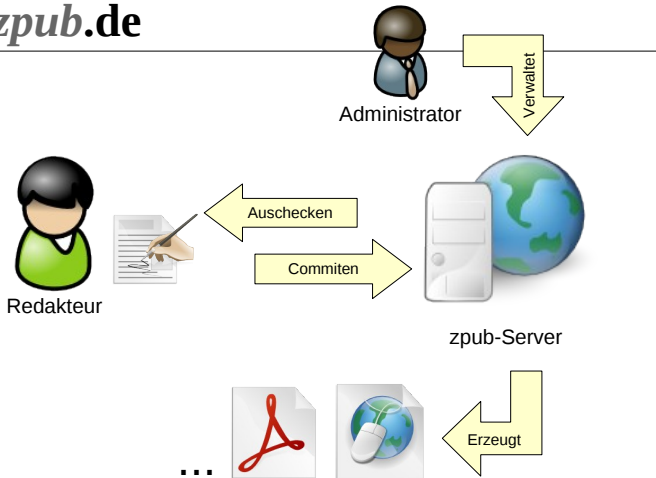 zpub.de
Verwaltet
Administrator
Auschecken
Commiten
Redakteur
zpub-Server
Erzeugt
...